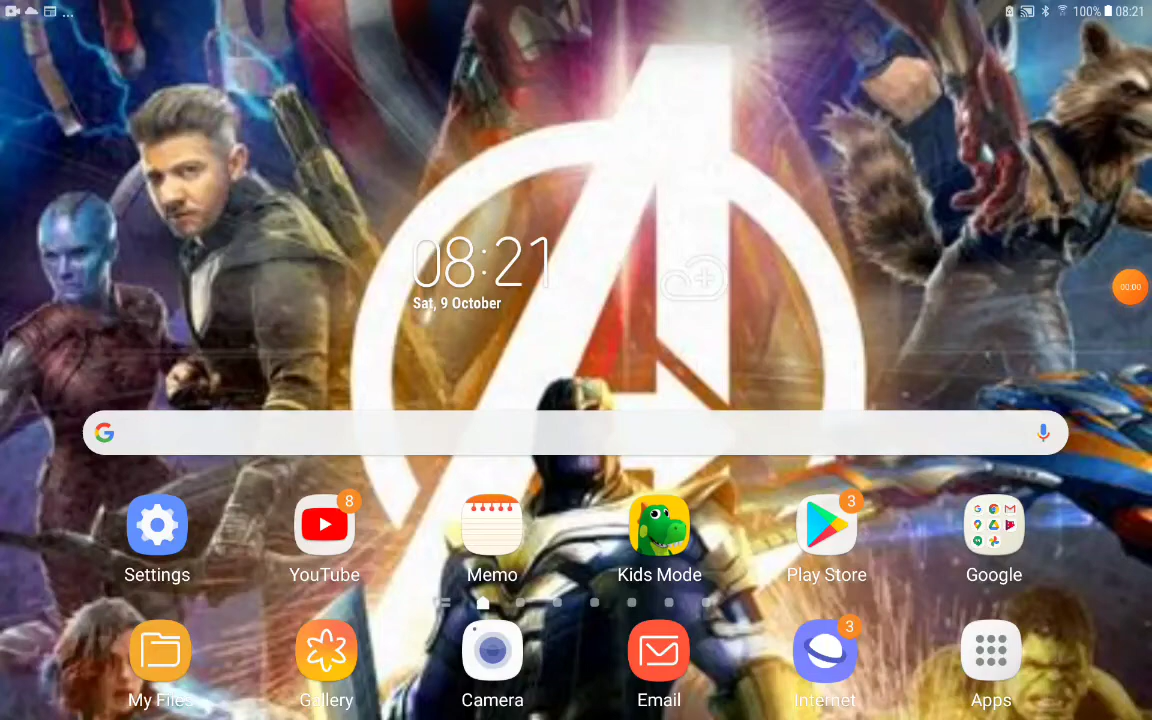 ...
100% 08:21
08:21
Sat, 9 October
00:00
8
3
Settings
YouTube
Memo
Kids Mode
Play Store
Google
3
My Files
Gallery
Camera
Email
Internet
Apps